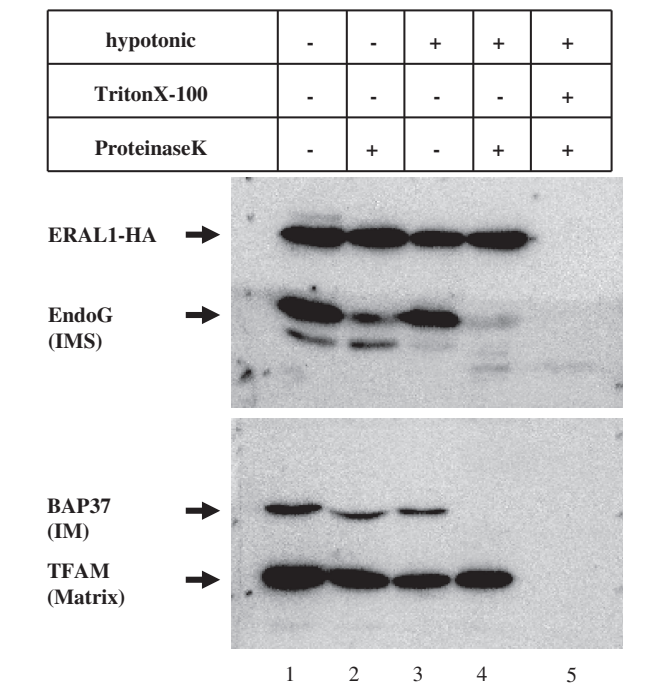 hypotonic - - + + +
TritonX-100 - - - - +
ProteinaseK - + - + +
ERAL1-HA
EndoG
(IMS)
BAP37
(IM)
TFAM
(Matrix)
1 2 3 4 5